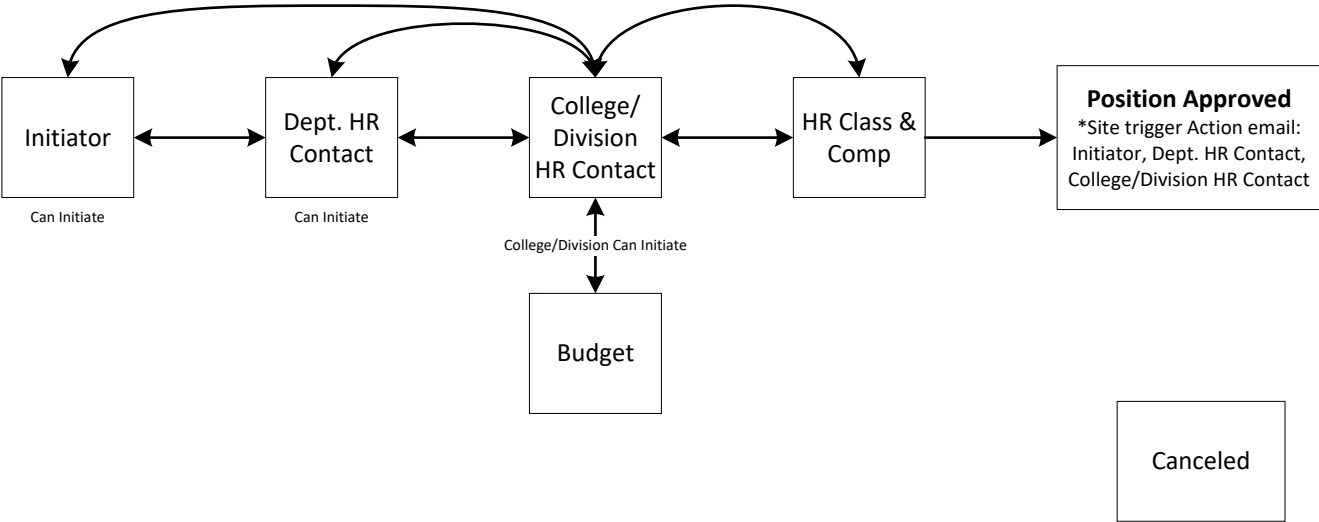 Initiator
Can Initiate
Dept. HR
Contact
Can Initiate
College/
Division
HR Contact
College/Division Can Initiate
Budget
HR Class &
Comp
Position Approved
*Site trigger Action email:
Initiator, Dept. HR Contact,
College/Division HR Contact
Canceled